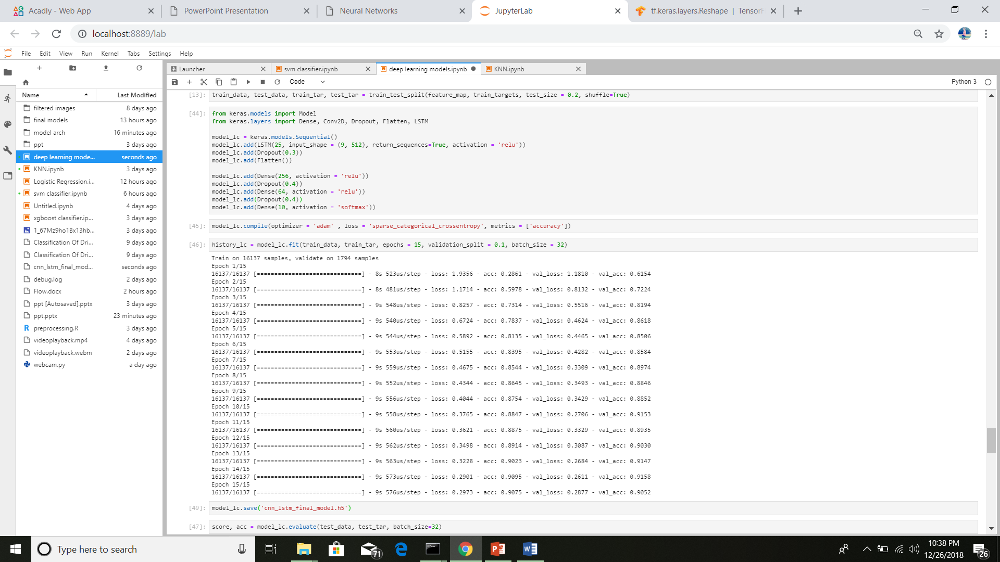 Acadly - Web App
PowerPoint Presentation
Neural Networks
JupyterLab
tf.keras.layers.Reshape | TensorF
localhost:8889/lab
File Edit View Run Kernel Tabs Settings Help
Launcher
svm classifier.ipynb
deep learning models.ipynb
KNN.ipynb
Code
Python 3
Name Last Modified
filtered images 8 days ago
final models 13 hours ago
model arch 16 minutes ago
ppt 3 days ago
deep learning mode... seconds ago
KNN.ipynb 3 days ago
Logistic Regression.i... 12 hours ago
svm classifier.ipynb 6 hours ago
Untitled.ipynb 4 days ago
xgboost classifier.ip... 3 days ago
1_67Mz9ho1Bx13hb... 3 days ago
Classification Of Dri... 9 days ago
Classification Of Dri... 9 days ago
cnn_lstm_final_mod... seconds ago
debug.log 2 days ago
Flow.docx 2 hours ago
ppt [Autosaved].pptx 3 days ago
ppt.pptx 23 minutes ago
preprocessing.R 3 days ago
videoplayback.mp4 4 days ago
videoplayback.webm 2 days ago
webcam.py a day ago
[13]: train_data, test_data, train_tar, test_tar = train_test_split(feature_map, train_targets, test_size = 0.2, shuffle=True)
[44]: from keras.models import Model
from keras.layers import Dense, Conv2D, Dropout, Flatten, LSTM
model_lc = keras.models.Sequential()
model_lc.add(LSTM(25, input_shape = (9, 512), return_sequences=True, activation = 'relu'))
model_lc.add(Dropout(0.3))
model_lc.add(Flatten())
model_lc.add(Dense(256, activation = 'relu'))
model_lc.add(Dropout(0.4))
model_lc.add(Dense(64, activation = 'relu'))
model_lc.add(Dropout(0.4))
model_lc.add(Dense(10, activation = 'softmax'))
[45]: model_lc.compile(optimizer = 'adam' , loss = 'sparse_categorical_crossentropy', metrics = ['accuracy'])
[46]: history_lc = model_lc.fit(train_data, train_tar, epochs = 15, validation_split = 0.1, batch_size = 32)
Train on 16137 samples, validate on 1794 samples
Epoch 1/15
16137/16137 [==============================] - 8s 523us/step - loss: 1.9356 - acc: 0.2861 - val_loss: 1.1810 - val_acc: 0.6154
Epoch 2/15
16137/16137 [==============================] - 8s 481us/step - loss: 1.1714 - acc: 0.5978 - val_loss: 0.8132 - val_acc: 0.7224
Epoch 3/15
16137/16137 [==============================] - 9s 548us/step - loss: 0.8257 - acc: 0.7314 - val_loss: 0.5516 - val_acc: 0.8194
Epoch 4/15
16137/16137 [==============================] - 9s 540us/step - loss: 0.6724 - acc: 0.7837 - val_loss: 0.4624 - val_acc: 0.8618
Epoch 5/15
16137/16137 [==============================] - 9s 544us/step - loss: 0.5892 - acc: 0.8135 - val_loss: 0.4465 - val_acc: 0.8506
Epoch 6/15
16137/16137 [==============================] - 9s 553us/step - loss: 0.5155 - acc: 0.8395 - val_loss: 0.4282 - val_acc: 0.8584
Epoch 7/15
16137/16137 [==============================] - 9s 559us/step - loss: 0.4675 - acc: 0.8544 - val_loss: 0.3309 - val_acc: 0.8974
Epoch 8/15
16137/16137 [==============================] - 9s 552us/step - loss: 0.4344 - acc: 0.8645 - val_loss: 0.3493 - val_acc: 0.8846
Epoch 9/15
16137/16137 [==============================] - 9s 556us/step - loss: 0.4044 - acc: 0.8754 - val_loss: 0.3429 - val_acc: 0.8852
Epoch 10/15
16137/16137 [==============================] - 9s 558us/step - loss: 0.3765 - acc: 0.8847 - val_loss: 0.2706 - val_acc: 0.9153
Epoch 11/15
16137/16137 [==============================] - 9s 560us/step - loss: 0.3621 - acc: 0.8875 - val_loss: 0.3329 - val_acc: 0.8935
Epoch 12/15
16137/16137 [==============================] - 9s 562us/step - loss: 0.3498 - acc: 0.8914 - val_loss: 0.3087 - val_acc: 0.9030
Epoch 13/15
16137/16137 [==============================] - 9s 563us/step - loss: 0.3228 - acc: 0.9023 - val_loss: 0.2684 - val_acc: 0.9147
Epoch 14/15
16137/16137 [==============================] - 9s 573us/step - loss: 0.2901 - acc: 0.9095 - val_loss: 0.2611 - val_acc: 0.9158
Epoch 15/15
16137/16137 [==============================] - 9s 576us/step - loss: 0.2973 - acc: 0.9075 - val_loss: 0.2877 - val_acc: 0.9052
[49]: model_lc.save('cnn_lstm_final_model.h5')
[47]: score, acc = model_lc.evaluate(test_data, test_tar, batch_size=32)
Type here to search
71
10:38 PM
12/26/2018
26